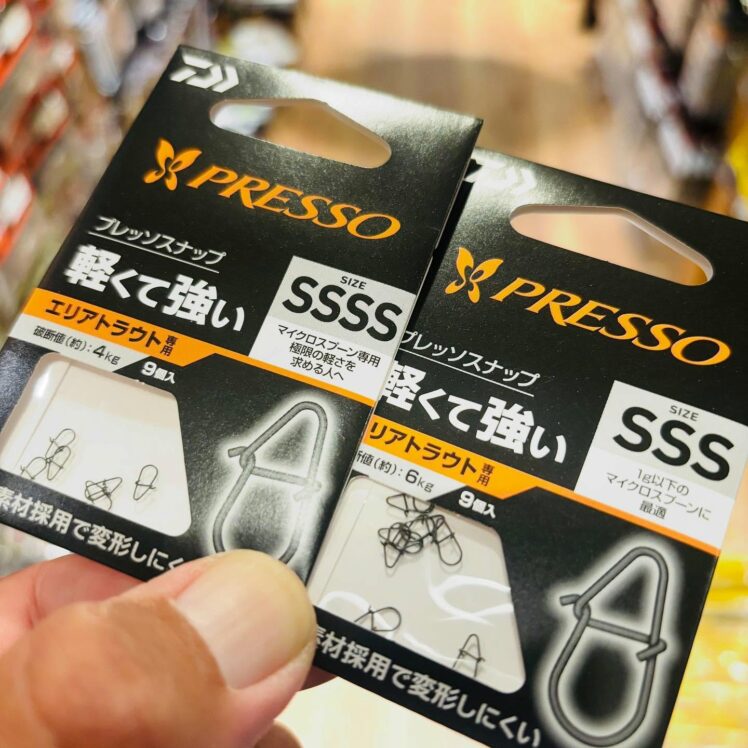 PRESSO
プレッソスナップ
軽くて強い
SIZE
SSSS
マイクロスプーン専用
極限の軽さを
求める人へ
エリアトラウト専用
破断値(約):4kg
9個入
素材採用で変形しにくい
PRESSO
プレッソスナップ
軽くて強い
SIZE
SSS
1g以下の
マイクロスプーンに
最適
エリアトラウト専用
断値(約):6kg
9個入
素材採用で変形しにくい